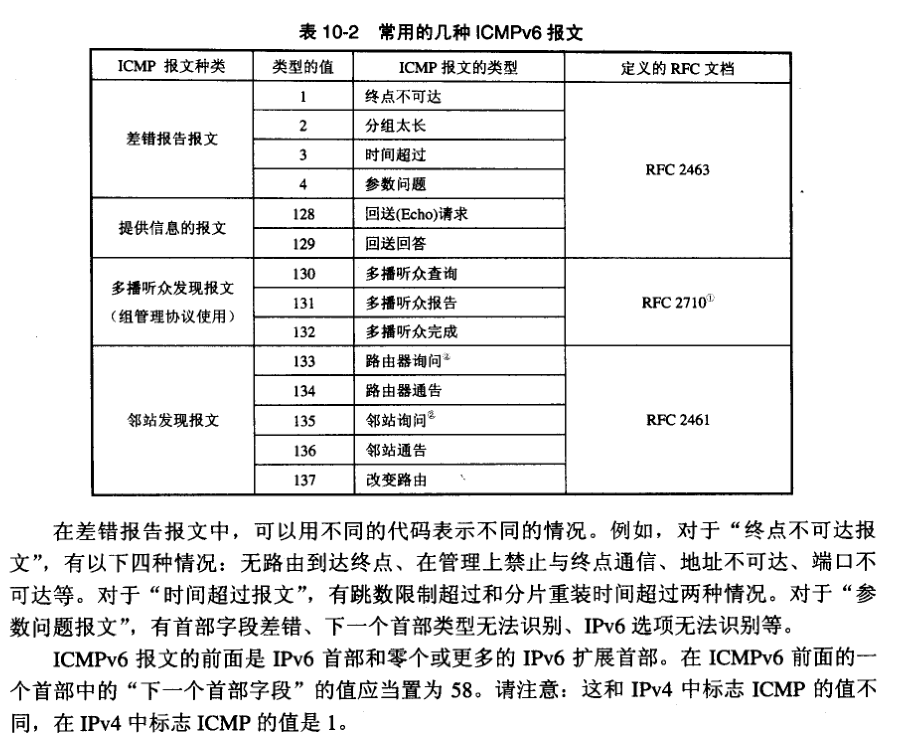 表 10-2 常用的几种 ICMPv6 报文
ICMP 报文种类 类型的值 ICMP 报文的类型 定义的 RFC 文档
差错报告报文 1 终点不可达 RFC 2463
2 分组太长
3 时间超过
4 参数问题
提供信息的报文 128 回送(Echo)请求
129 回送回答
多播听众发现报文 130 多播听众查询 RFC 2710①
(组管理协议使用) 131 多播听众报告
132 多播听众完成
邻站发现报文 133 路由器询问② RFC 2461
134 路由器通告
135 邻站询问②
136 邻站通告
137 改变路由
在差错报告报文中，可以用不同的代码表示不同的情况。例如，对于“终点不可达报
文”，有以下四种情况：无路由到达终点、在管理上禁止与终点通信、地址不可达、端口不
可达等。对于“时间超过报文”，有跳数限制超过和分片重装时间超过两种情况。对于“参
数问题报文”，有首部字段差错、下一个首部类型无法识别、IPv6 选项无法识别等。
ICMPv6 报文的前面是 IPv6 首部和零个或更多的 IPv6 扩展首部。在 ICMPv6 前面的一
个首部中的“下一个首部字段”的值应当置为 58。请注意：这和 IPv4 中标志 ICMP 的值不
同，在 IPv4 中标志 ICMP 的值是 1。